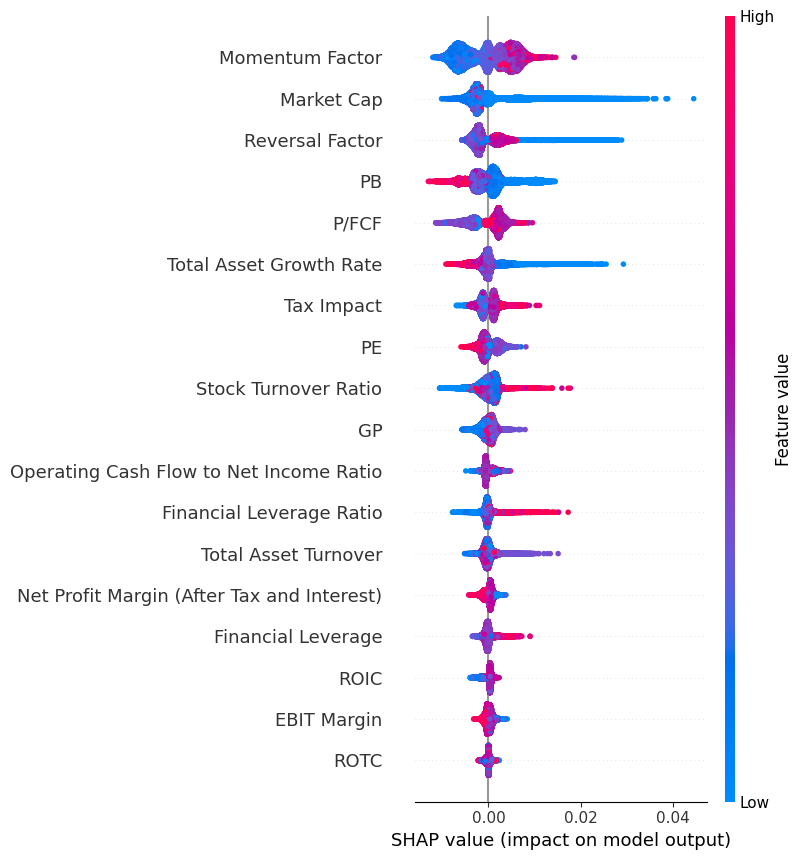 High
Momentum Factor
Market Cap
Reversal Factor
PB
P/FCF
Total Asset Growth Rate
Tax Impact
PE
Stock Turnover Ratio
GP
Operating Cash Flow to Net Income Ratio
Financial Leverage Ratio
Total Asset Turnover
Net Profit Margin (After Tax and Interest)
Financial Leverage
ROIC
EBIT Margin
ROTC
Feature value
Low
0.00 0.02 0.04
SHAP value (impact on model output)